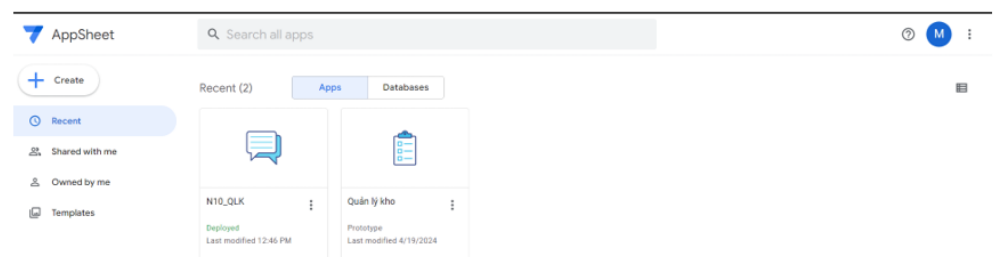 AppSheet
Search all apps
M
Create
Recent (2)
Apps
Databases
Recent
Shared with me
Owned by me
Templates
N10_QLK
Deployed
Last modified 12:46 PM
Quản lý kho
Prototype
Last modified 4/19/2024